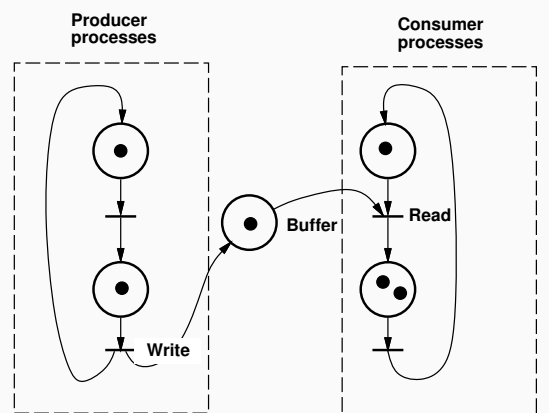 Producer
processes
Consumer
processes
Buffer
Read
Write